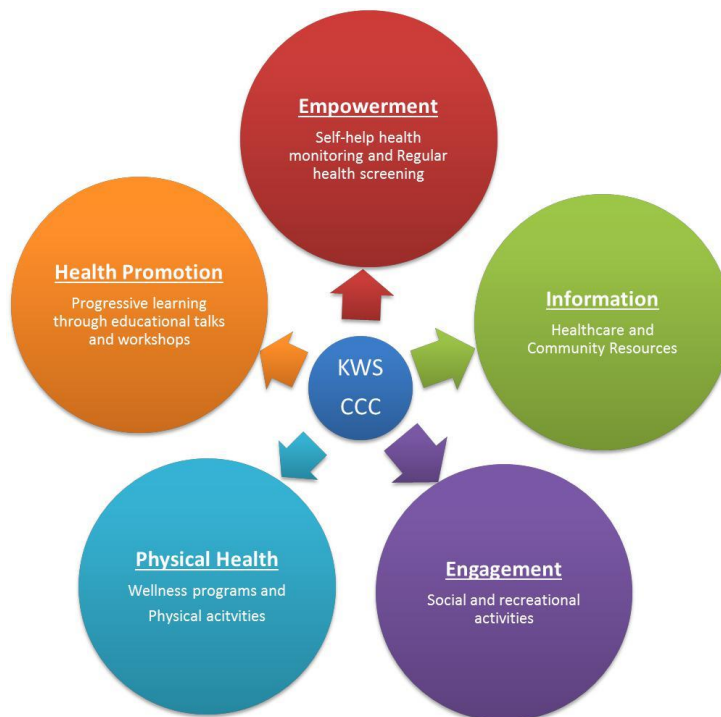 Empowerment
Self-help health
monitoring and Regular
health screening
Health Promotion
Progressive learning
through educational talks
and workshops
Information
Healthcare and
Community Resources
KWS
CCC
Physical Health
Wellness programs and
Physical acitvities
Engagement
Social and recreational
activities